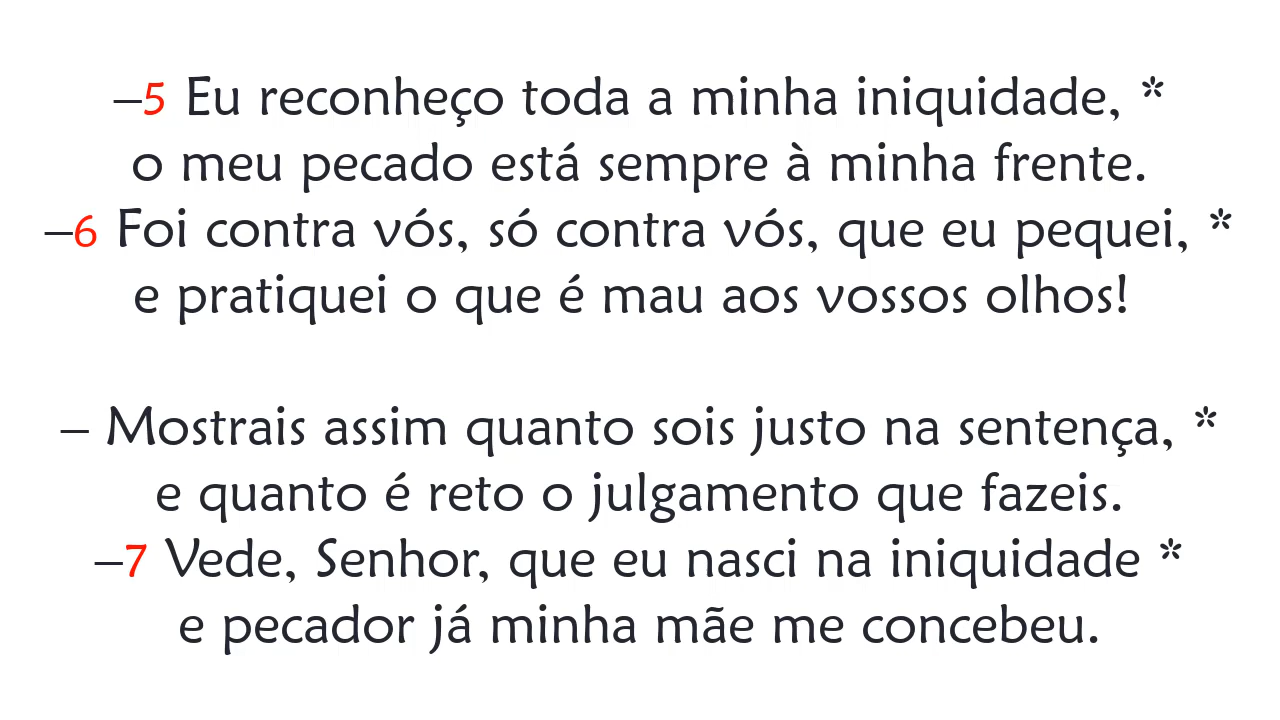 –5 Eu reconheço toda a minha iniquidade, *
o meu pecado está sempre à minha frente.
–6 Foi contra vós, só contra vós, que eu pequei, *
e pratiquei o que é mau aos vossos olhos!
– Mostrais assim quanto sois justo na sentença, *
e quanto é reto o julgamento que fazeis.
–7 Vede, Senhor, que eu nasci na iniquidade *
e pecador já minha mãe me concebeu.